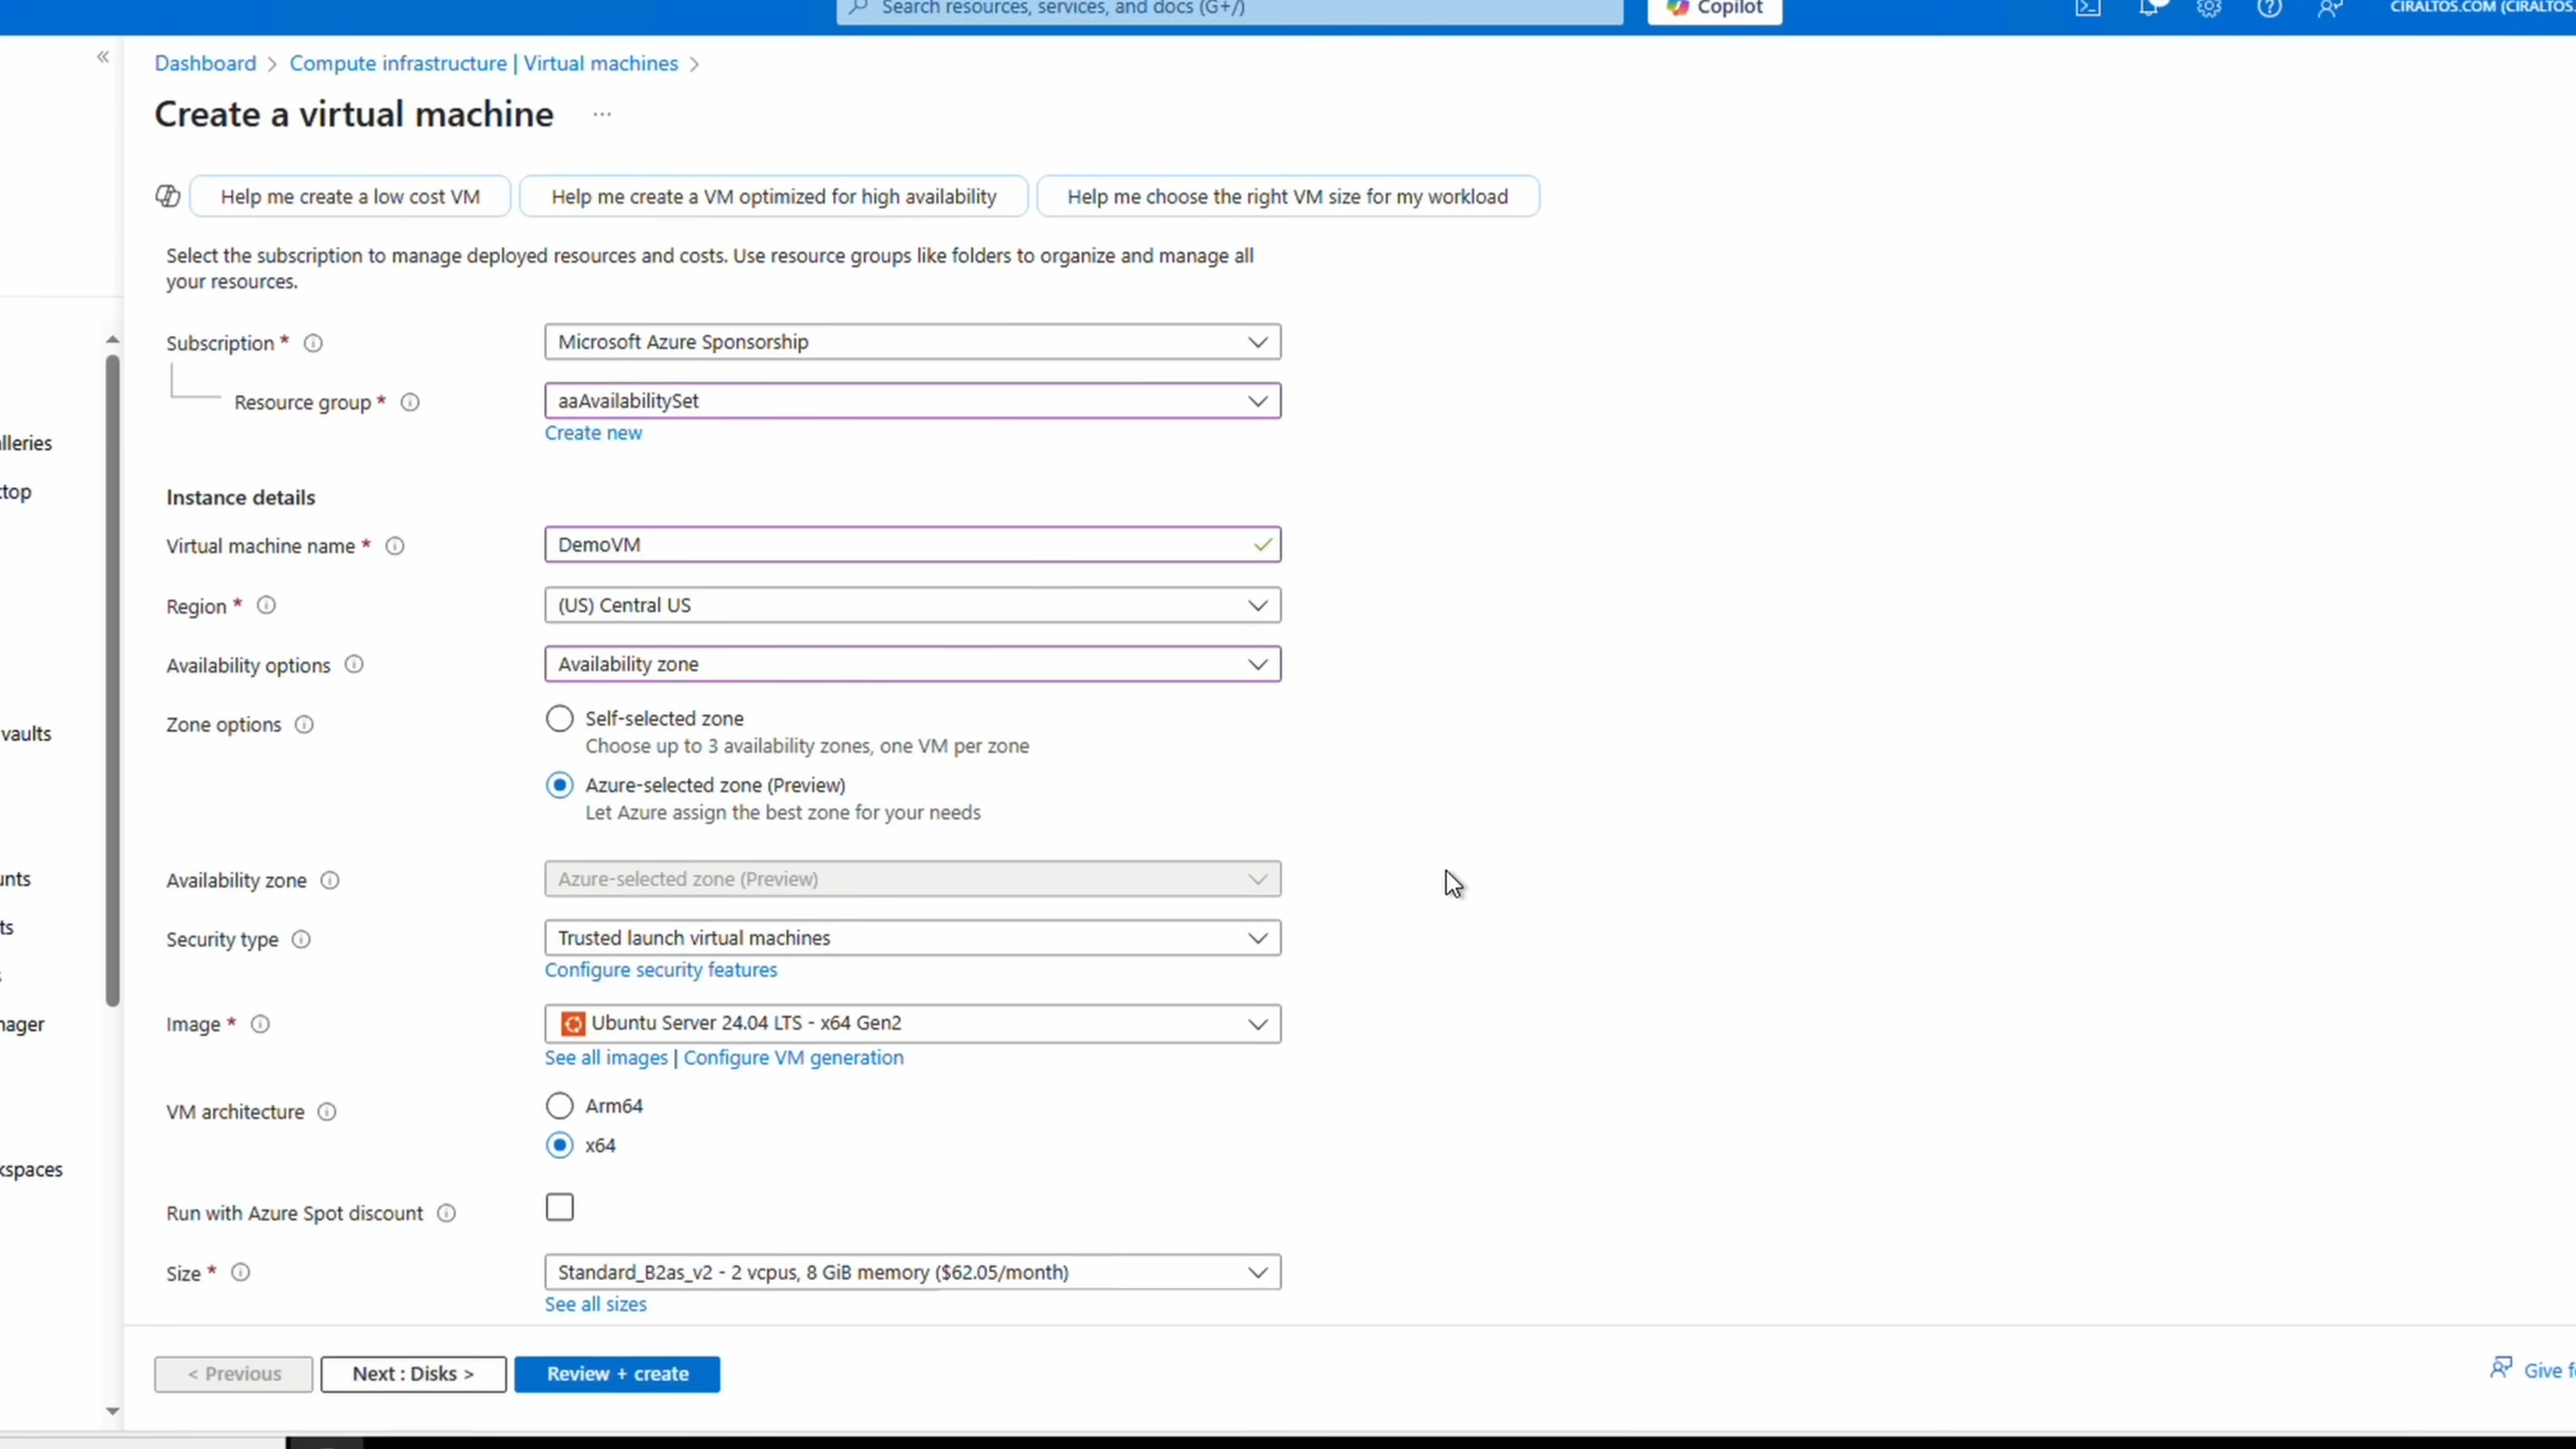 Search resources, services, and docs (G+/)
Copilot
CIRALTOS.COM (CIRALTOS.
Dashboard > Compute infrastructure | Virtual machines >
Create a virtual machine ...
Help me create a low cost VM
Help me create a VM optimized for high availability
Help me choose the right VM size for my workload
Select the subscription to manage deployed resources and costs. Use resource groups like folders to organize and manage all
your resources.
Subscription *
Microsoft Azure Sponsorship
Resource group *
aaAvailabilitySet
Create new
lleries
top
Instance details
Virtual machine name *
DemoVM
Region *
(US) Central US
Availability options
Availability zone
Zone options
Self-selected zone
Choose up to 3 availability zones, one VM per zone
vaults
Azure-selected zone (Preview)
Let Azure assign the best zone for your needs
Availability zone
Azure-selected zone (Preview)
unts
ts
Security type
Trusted launch virtual machines
Configure security features
Image *
Ubuntu Server 24.04 LTS - x64 Gen2
See all images | Configure VM generation
nager
VM architecture
Arm64
x64
kspaces
Run with Azure Spot discount
Size *
Standard_B2as_v2 - 2 vcpus, 8 GiB memory ($62.05/month)
See all sizes
< Previous
Next : Disks >
Review + create
Give f